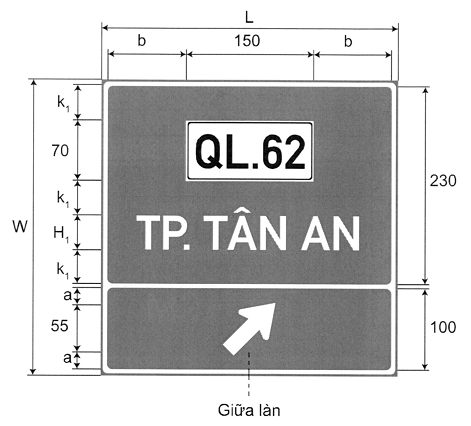 L
b 150 b
k1
70 QL.62
k1 230
W
H1 TP. TÂN AN
k1
a
55 100
a
Giữa làn